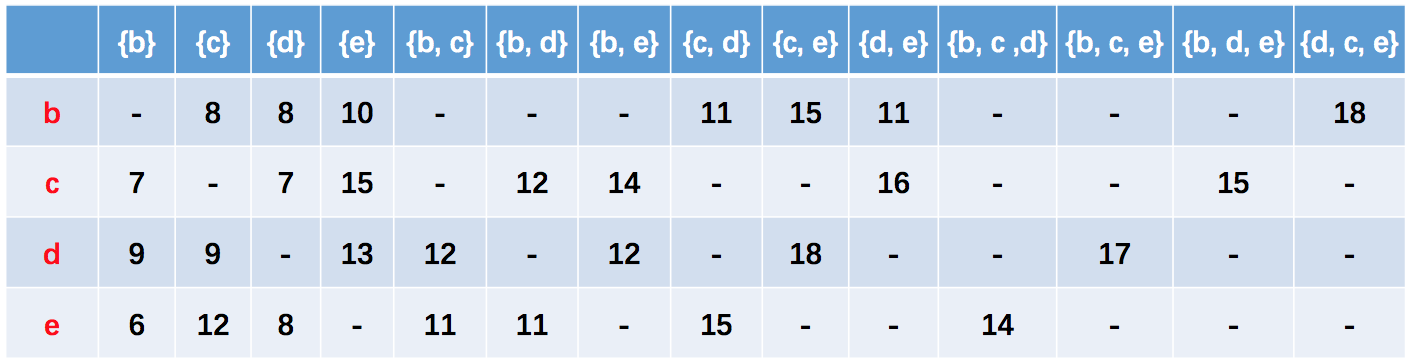 {b} {c} {d} {e} {b, c} {b, d} {b, e} {c, d} {c, e} {d, e} {b, c ,d} {b, c, e} {b, d, e} {d, c, e}
b - 8 8 10 - - - 11 15 11 - - - 18
c 7 - 7 15 - 12 14 - - 16 - - 15 -
d 9 9 - 13 12 - 12 - 18 - - 17 - -
e 6 12 8 - 11 11 - 15 - - 14 - - -